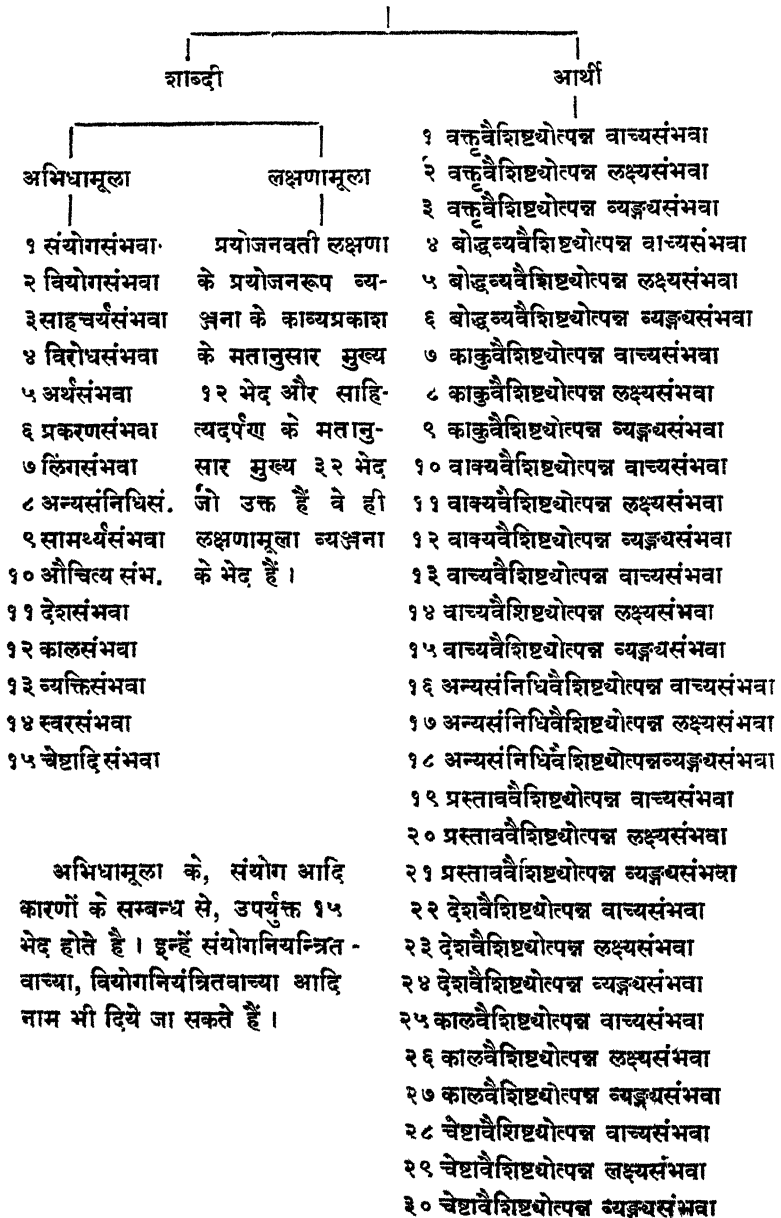 शाब्दी
आर्थी
अभिधामूला
लक्षणामूला
१ संयोगसंभवा
२ वियोगसंभवा
३ साहचर्यसंभवा
४ विरोधसंभवा
५ अर्थसंभवा
६ प्रकरणसंभवा
७ लिंगसंभवा
८ अन्यसंनिधिसं.
९ सामर्थ्यसंभवा
१० औचित्य संभ.
११ देशसंभवा
१२ कालसंभवा
१३ व्यक्तिसंभवा
१४ स्वरसंभवा
१५ चेष्टादि संभवा
प्रयोजनवती लक्षणा
के प्रयोजनरूप व्य-
ञ्जना के काव्यप्रकाश
के मतानुसार मुख्य
१२ भेद और साहि-
त्यदर्पण के मतानु-
सार मुख्य ३२ भेद
जो उक्त हैं वे ही
लक्षणामूला व्यञ्जना
के भेद हैं ।
अभिधामूला के, संयोग आदि
कारणों के सम्बन्ध से, उपर्युक्त १५
भेद होते है । इन्हें संयोगनियन्त्रित -
वाच्या, वियोगनियंत्रितवाच्या आदि
नाम भी दिये जा सकते हैं ।
१ वक्तृवैशिष्ट्योत्पन्न वाच्यसंभवा
२ वक्तृवैशिष्ट्योत्पन्न लक्ष्यसंभवा
३ वक्तृवैशिष्ट्योत्पन्न व्यङ्ग्यसंभवा
४ बोद्धव्यवैशिष्ट्योत्पन्न वाच्यसंभवा
५ बोद्धव्यवैशिष्ट्योत्पन्न लक्ष्यसंभवा
६ बोद्धव्यवैशिष्ट्योत्पन्न व्यङ्ग्यसंभवा
७ काकुवैशिष्ट्योत्पन्न वाच्यसंभवा
८ काकुवैशिष्ट्योत्पन्न लक्ष्यसंभवा
९ काकुवैशिष्ट्योत्पन्न व्यङ्ग्यसंभवा
१० वाक्यवैशिष्ट्योत्पन्न वाच्यसंभवा
११ वाक्यवैशिष्ट्योत्पन्न लक्ष्यसंभवा
१२ वाक्यवैशिष्ट्योत्पन्न व्यङ्ग्यसंभवा
१३ वाच्यवैशिष्ट्योत्पन्न वाच्यसंभवा
१४ वाच्यवैशिष्ट्योत्पन्न लक्ष्यसंभवा
१५ वाच्यवैशिष्ट्योत्पन्न व्यङ्ग्यसंभवा
१६ अन्यसंनिधिवैशिष्ट्योत्पन्न वाच्यसंभवा
१७ अन्यसंनिधिवैशिष्ट्योत्पन्न लक्ष्यसंभवा
१८ अन्यसंनिधिवैशिष्ट्योत्पन्नव्यङ्ग्यसंभवा
१९ प्रस्ताववैशिष्ट्योत्पन्न वाच्यसंभवा
२० प्रस्ताववैशिष्ट्योत्पन्न लक्ष्यसंभवा
२१ प्रस्ताववैशिष्ट्योत्पन्न व्यङ्ग्यसंभवा
२२ देशवैशिष्ट्योत्पन्न वाच्यसंभवा
२३ देशवैशिष्ट्योत्पन्न लक्ष्यसंभवा
२४ देशवैशिष्ट्योत्पन्न व्यङ्ग्यसंभवा
२५ कालवैशिष्ट्योत्पन्न वाच्यसंभवा
२६ कालवैशिष्ट्योत्पन्न लक्ष्यसंभवा
२७ कालवैशिष्ट्योत्पन्न व्यङ्ग्यसंभवा
२८ चेष्टावैशिष्ट्योत्पन्न वाच्यसंभवा
२९ चेष्टावैशिष्ट्योत्पन्न लक्ष्यसंभवा
३० चेष्टावैशिष्ट्योत्पन्न व्यङ्ग्यसंभवा